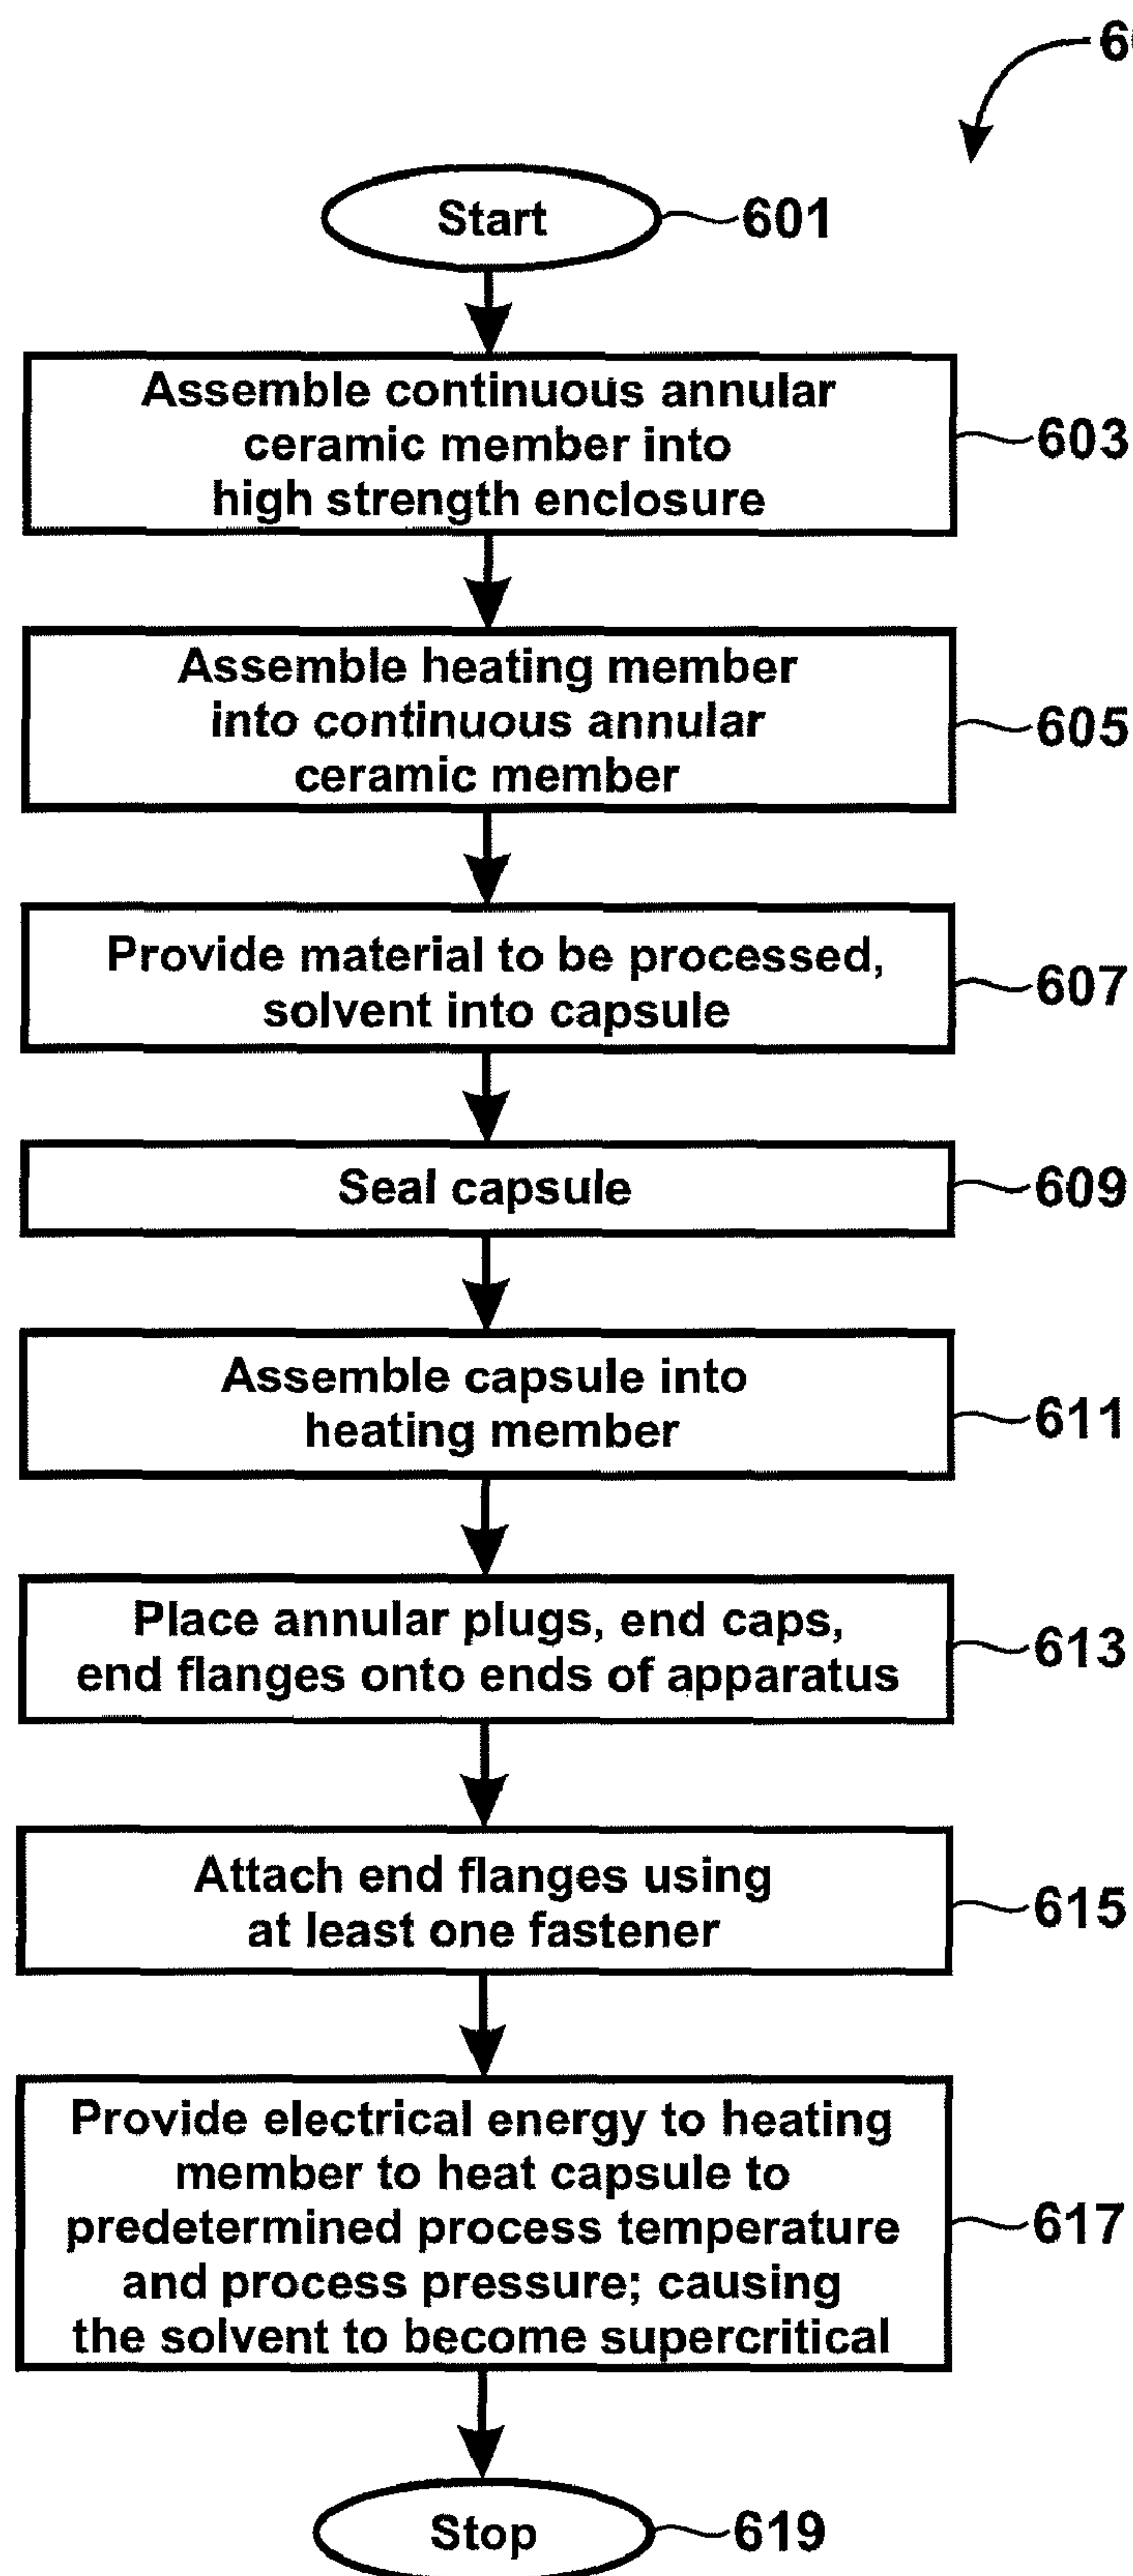 Start
601
Assemble continuous annular
ceramic member into
high strength enclosure
603
Assemble heating member
into continuous annular
ceramic member
605
Provide material to be processed,
solvent into capsule
607
Seal capsule
609
Assemble capsule into
heating member
611
Place annular plugs, end caps,
end flanges onto ends of apparatus
613
Attach end flanges using
at least one fastener
615
Provide electrical energy to heating
member to heat capsule to
predetermined process temperature
and process pressure; causing
the solvent to become supercritical
617
Stop
619